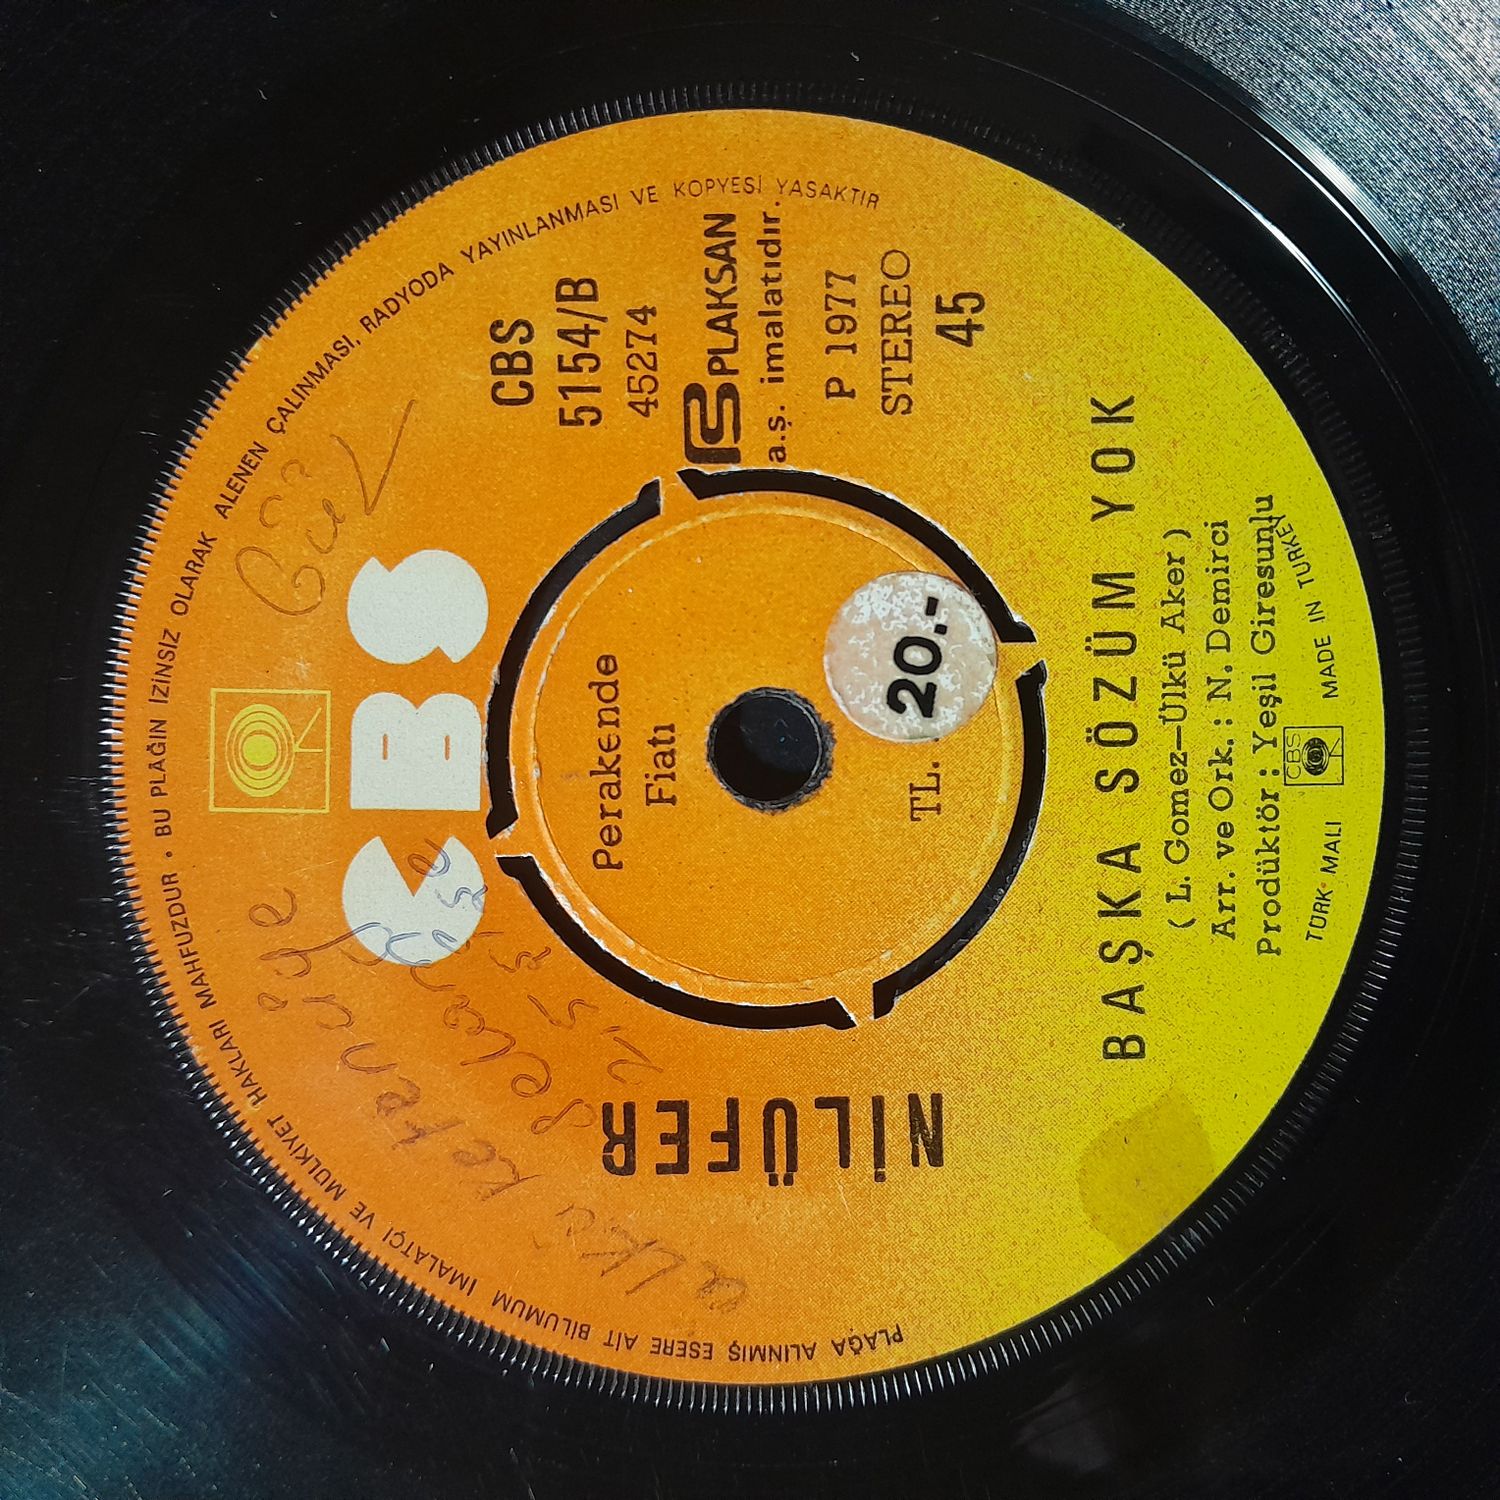 PLAĞA ALINMIŞ ESERE AİT BİLUMUM İMALATÇI VE MÜLKİYET HAKLARI MAHFUZDUR . BU PLAĞIN İZİNSİZ OLARAK ALENEN ÇALINMASI, RADYODA YAYINLANMASI VE KOPYESİ YASAKTIR
CBS
CBS
5154/B
45274
PLAKSAN
a.ş. imalatıdır.
P 1977
STEREO
45
Perakende
Fiatı
TL.
20.-
NİLÜFER
BAŞKA SÖZÜM YOK
( L. Gomez–Ülkü Aker )
Arr. ve Ork. : N. Demirci
Prodüktör : Yeşil Giresunlu
TÜRK MALI
CBS
MADE IN TURKEY